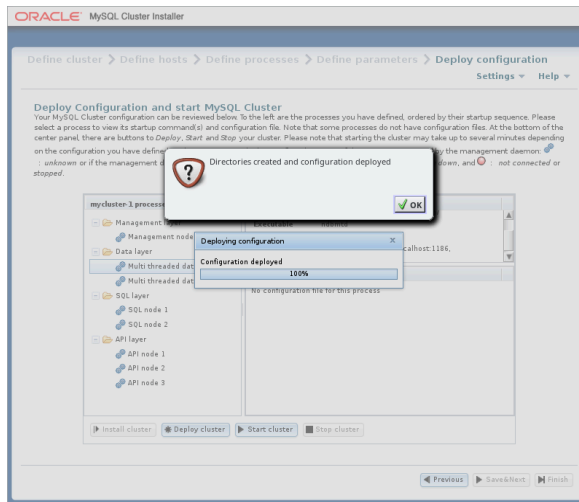 ORACLE MySQL Cluster Installer
Define cluster > Define hosts > Define processes > Define parameters > Deploy configuration
Settings Help
Deploy Configuration and start MySQL Cluster
Your MySQL Cluster configuration can be reviewed below. To the left are the processes you have defined, ordered by their startup sequence. Please
select a process to view its startup command(s) and configuration file. Note that some processes do not have configuration files. At the bottom of the
center panel, there are buttons to Deploy, Start and Stop your cluster. Please note that starting the cluster may take up to several minutes depending
on the configuration you have define by the management daemon:
: unknown or if the management d down, and : not connected or
stopped.
Directories created and configuration deployed
OK
mycluster-1 process
Management layer
Management node
Data layer
Multi threaded dat
Multi threaded dat
SQL layer
SQL node 1
SQL node 2
API layer
API node 1
API node 2
API node 3
Executable ndbmtd
calhost:1186,
Deploying configuration x
Configuration deployed
100%
No configuration file for this process
Install cluster Deploy cluster Start cluster Stop cluster
Previous Save&Next Finish